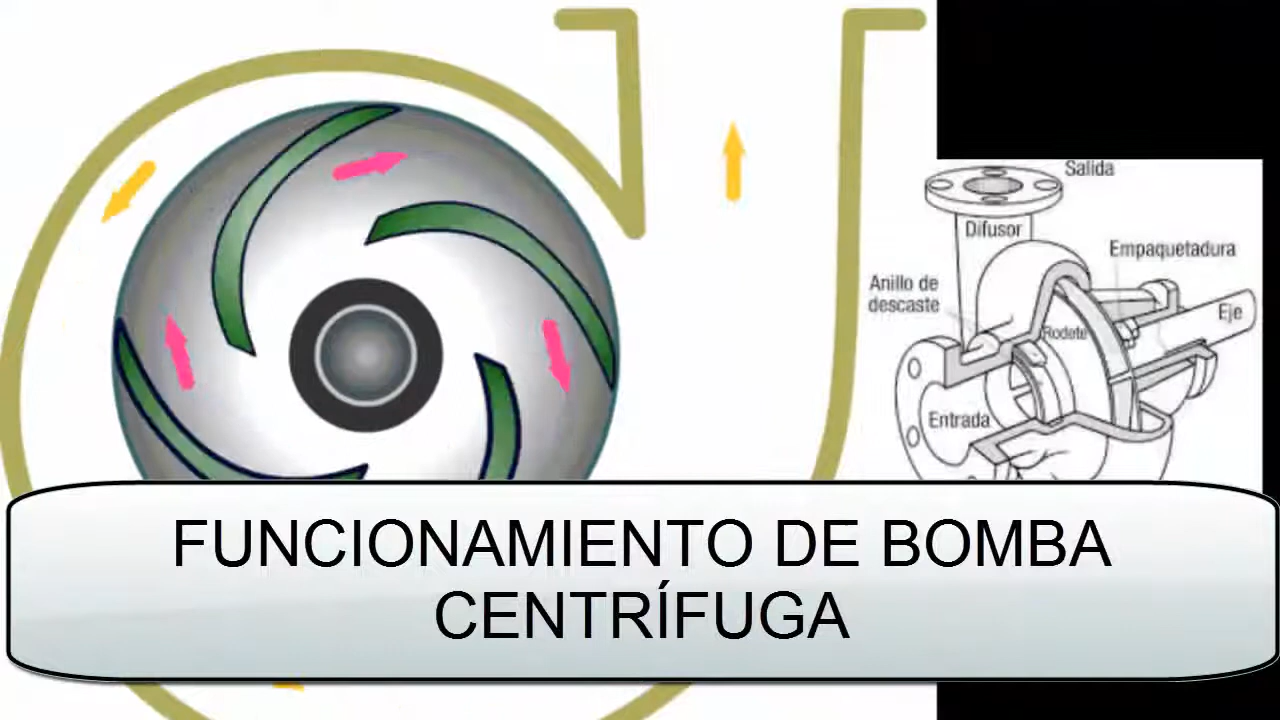 Salida
Difusor
Empaquetadura
Anillo de
descaste
Eje
Rodete
Entrada
FUNCIONAMIENTO DE BOMBA
CENTRÍFUGA